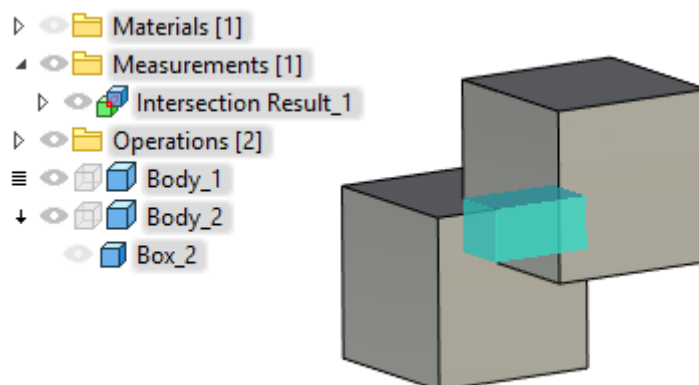 Materials [1]
Measurements [1]
Intersection Result_1
Operations [2]
Body_1
Body_2
Box_2